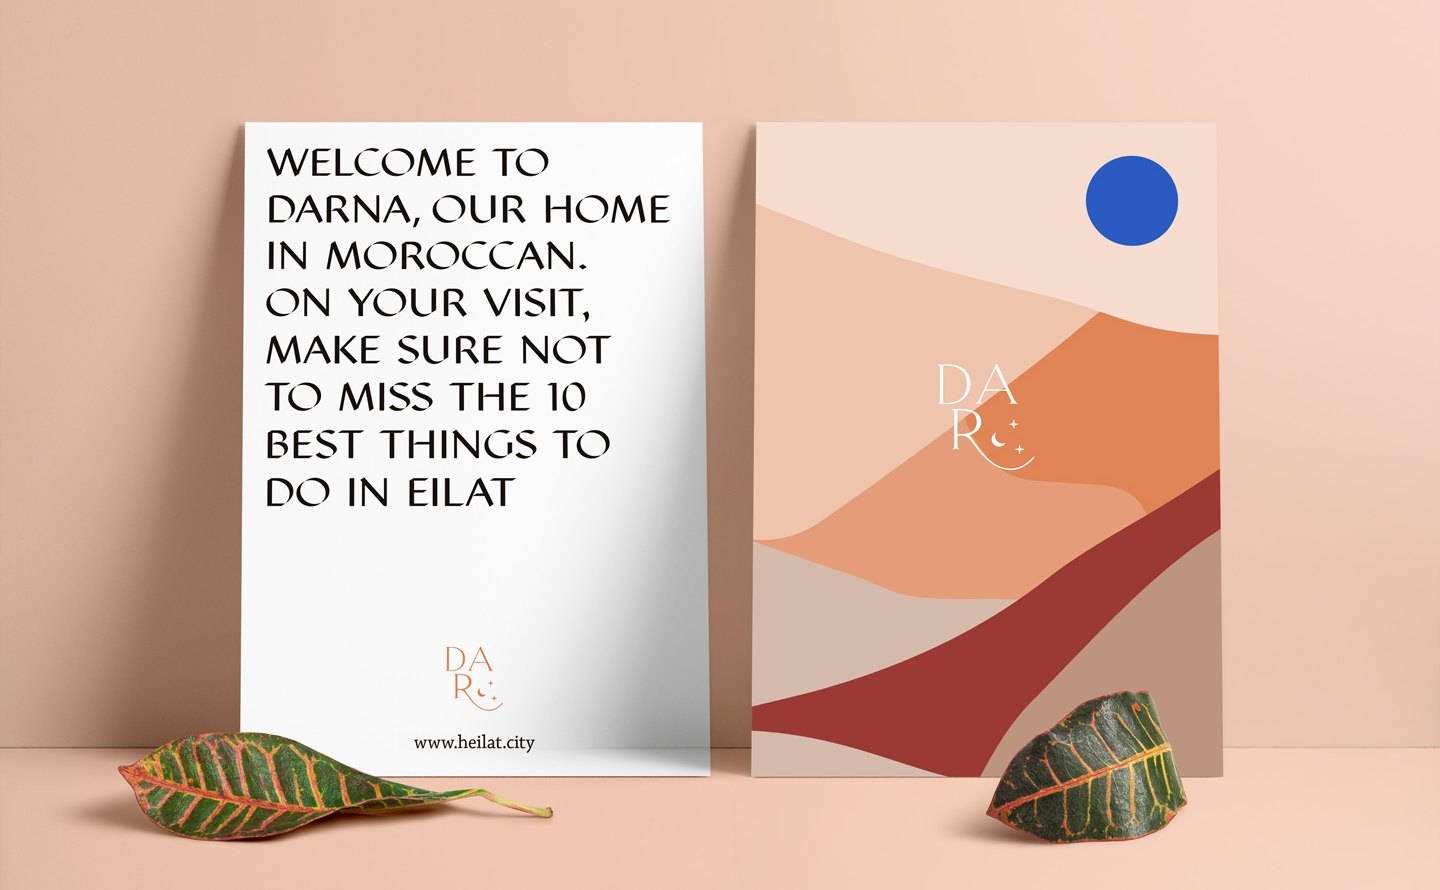 WELCOME TO
DARNA, OUR HOME
IN MOROCCAN.
ON YOUR VISIT,
MAKE SURE NOT
TO MISS THE 10
BEST THINGS TO
DO IN EILAT
DA
R
www.heilat.city
DA
R